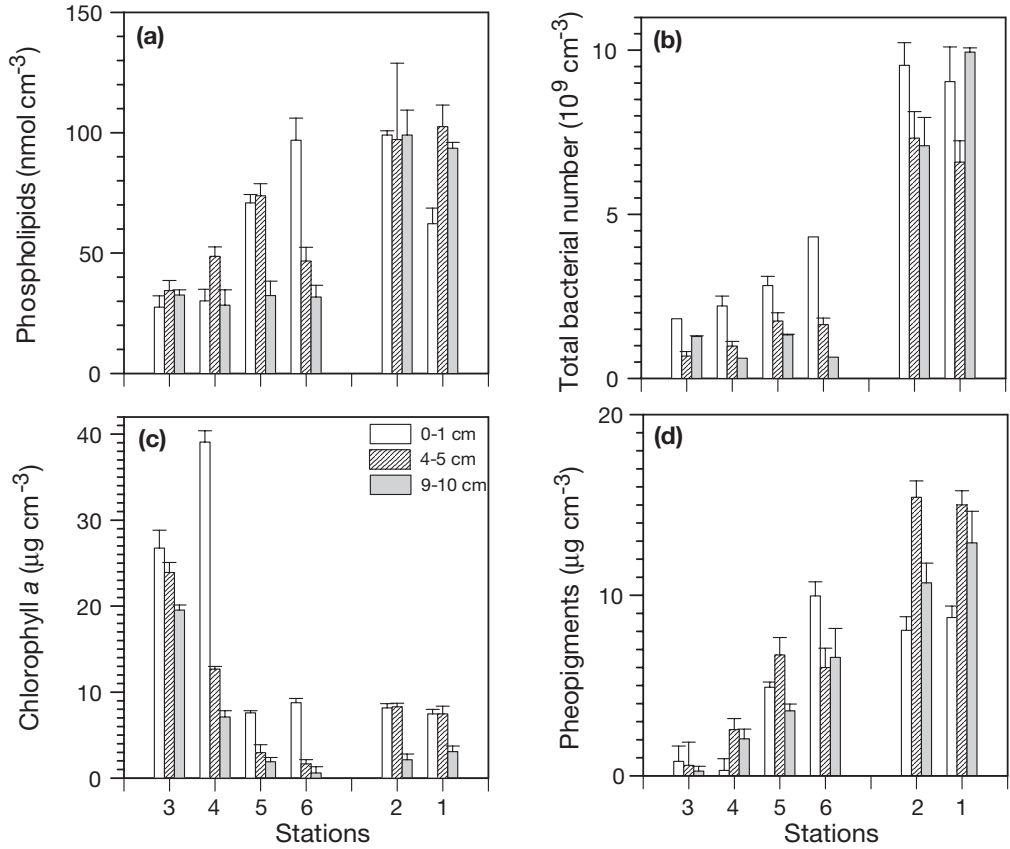 (a)
Phospholipids (nmol cm⁻³)
150
100
50
0
(b)
Total bacterial number (10⁹ cm⁻³)
10
5
0
(c)
Chlorophyll a (µg cm⁻³)
40
30
20
10
0
0-1 cm
4-5 cm
9-10 cm
3 4 5 6 2 1
Stations
(d)
Pheopigments (µg cm⁻³)
20
10
0
3 4 5 6 2 1
Stations